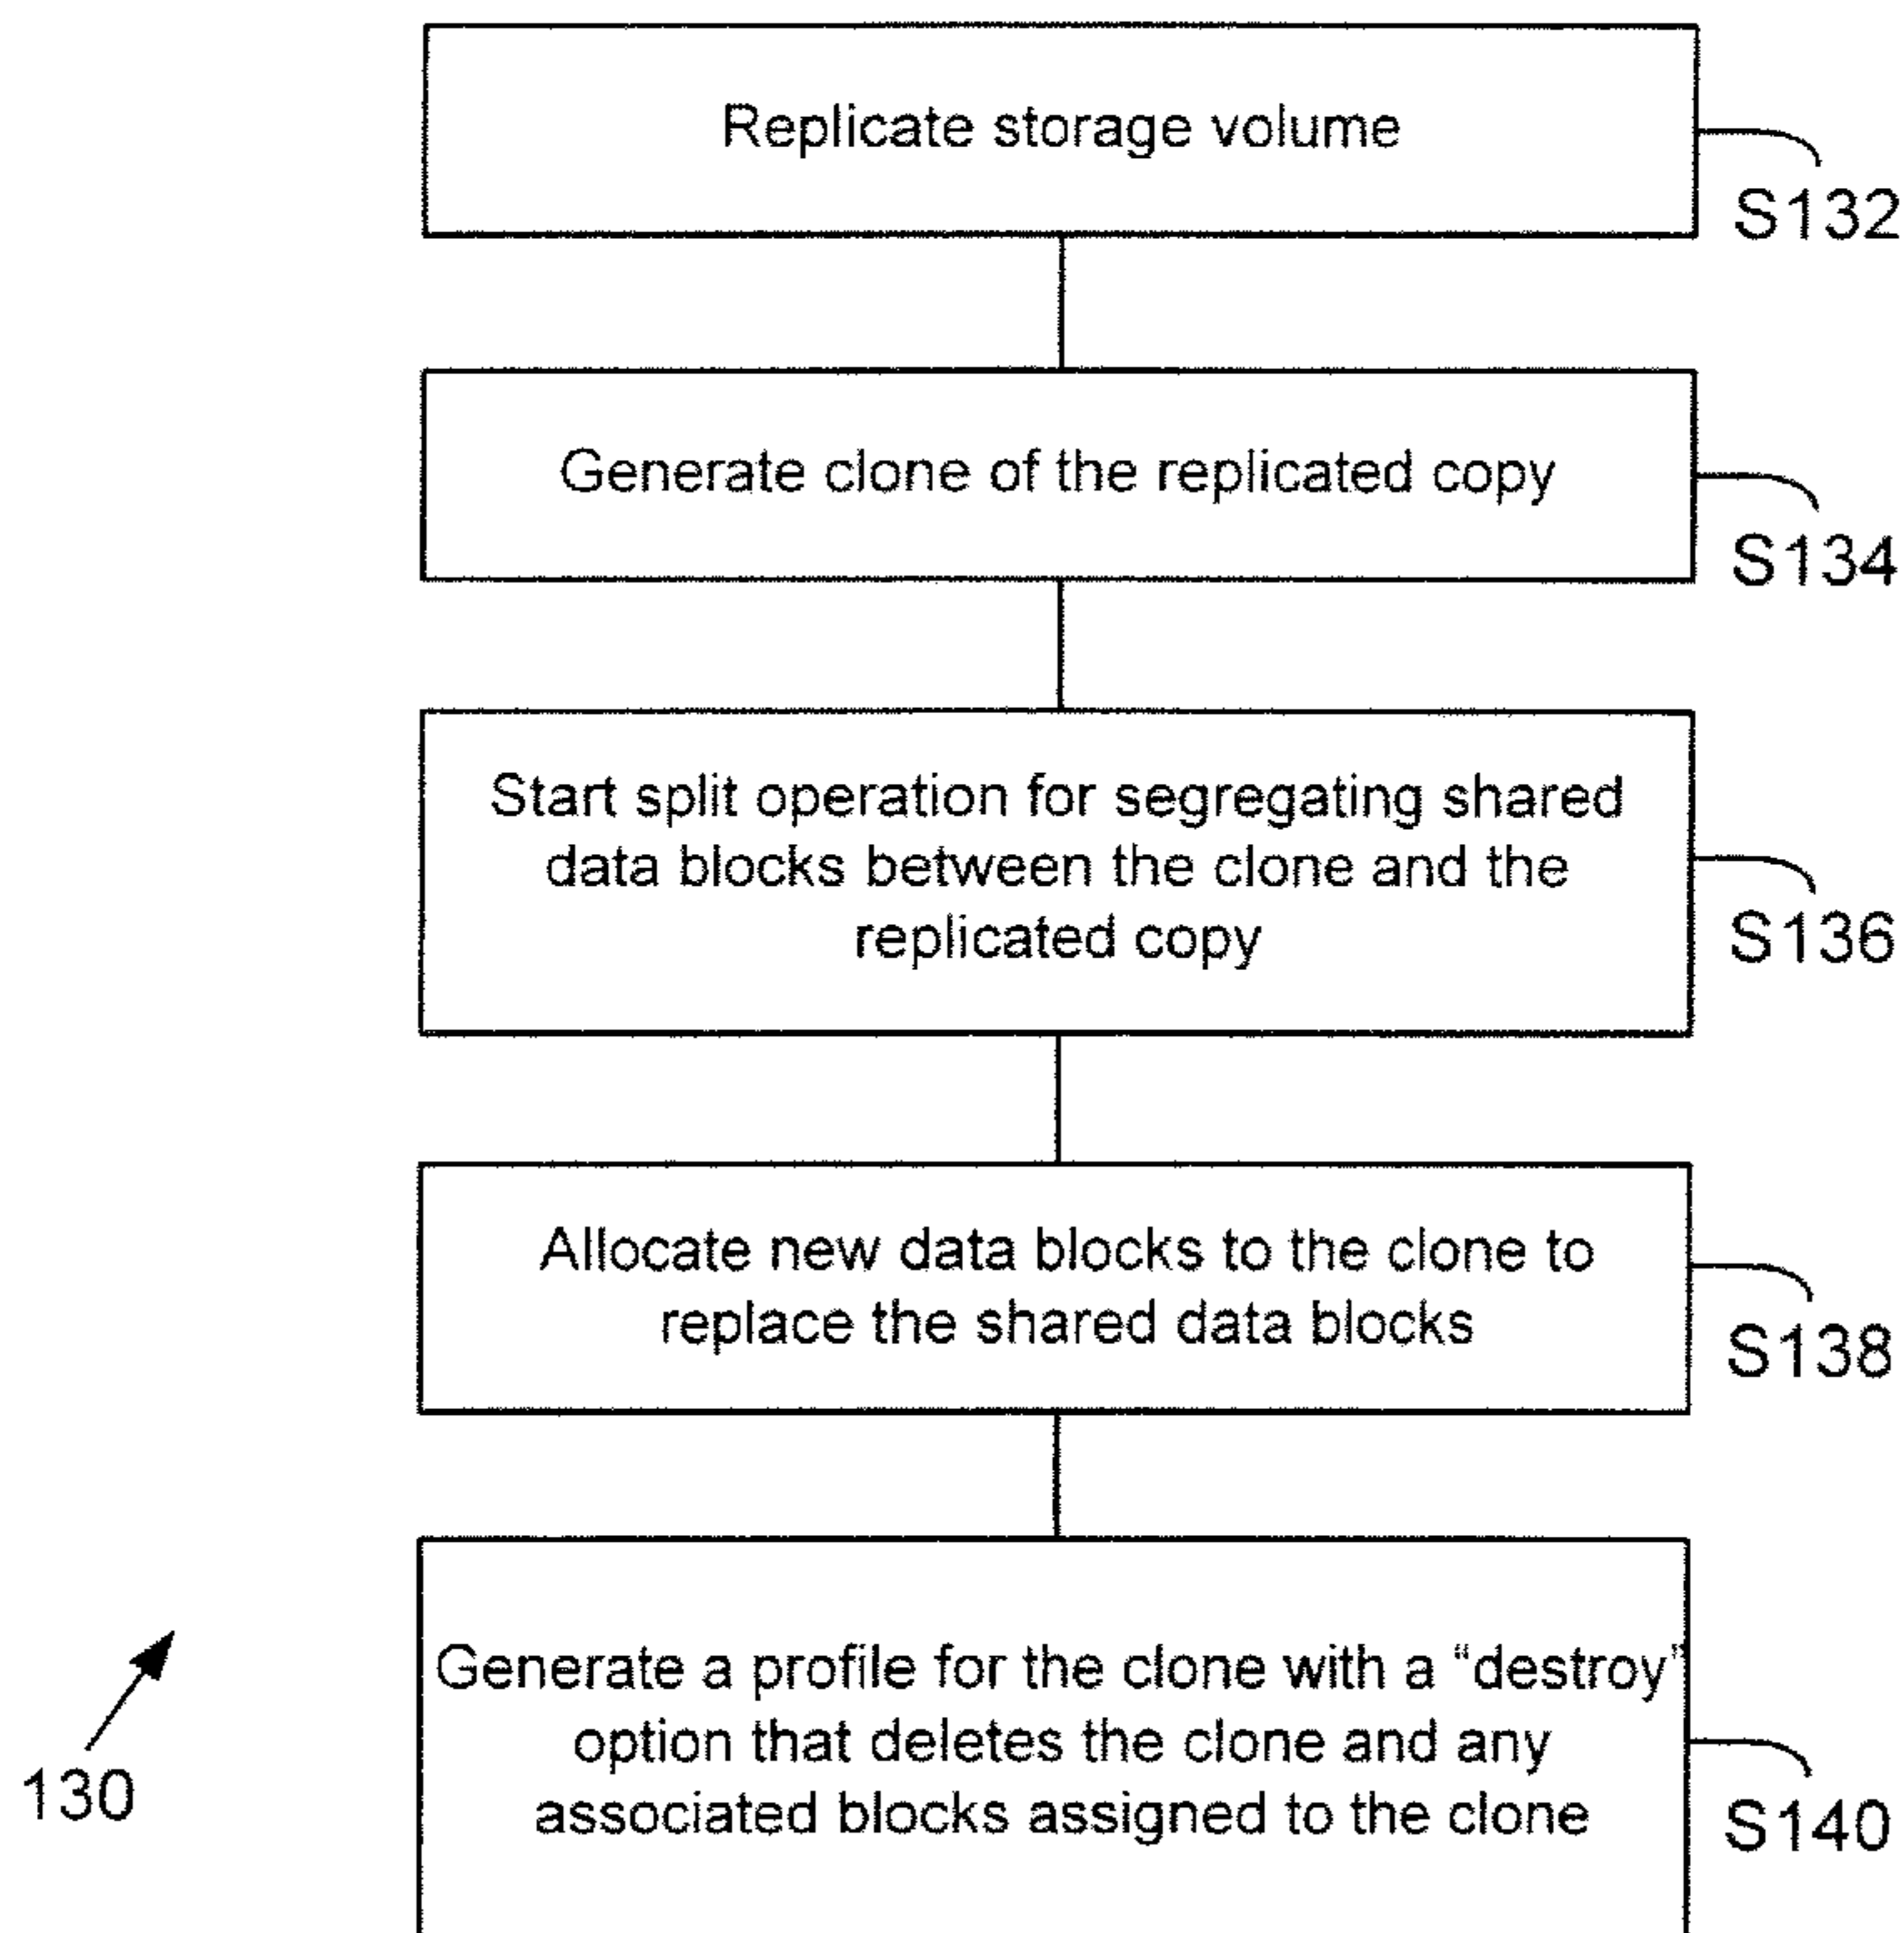 Replicate storage volume
S132
Generate clone of the replicated copy
S134
Start split operation for segregating shared
data blocks between the clone and the
replicated copy
S136
Allocate new data blocks to the clone to
replace the shared data blocks
S138
Generate a profile for the clone with a “destroy”
option that deletes the clone and any
associated blocks assigned to the clone
S140
130